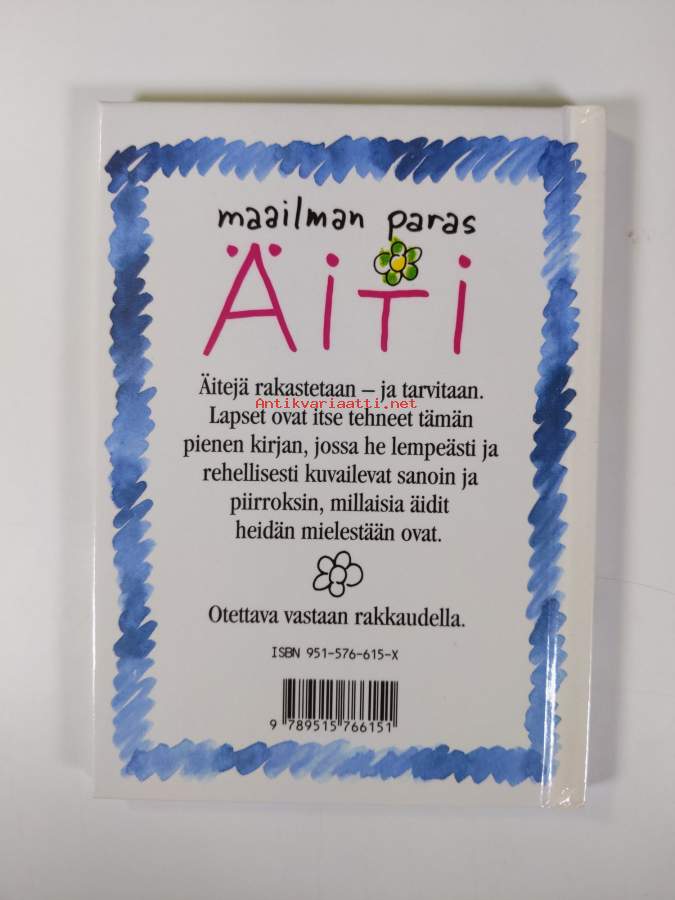 maailman paras
ÄiTi
Äitejä rakastetaan – ja tarvitaan.
Antikvariaatti.net
Lapset ovat itse tehneet tämän
pienen kirjan, jossa he lempeästi ja
rehellisesti kuvailevat sanoin ja
piirroksin, millaisia äidit
heidän mielestään ovat.
Otettava vastaan rakkaudella.
ISBN 951-576-615-X
9 789515 766151